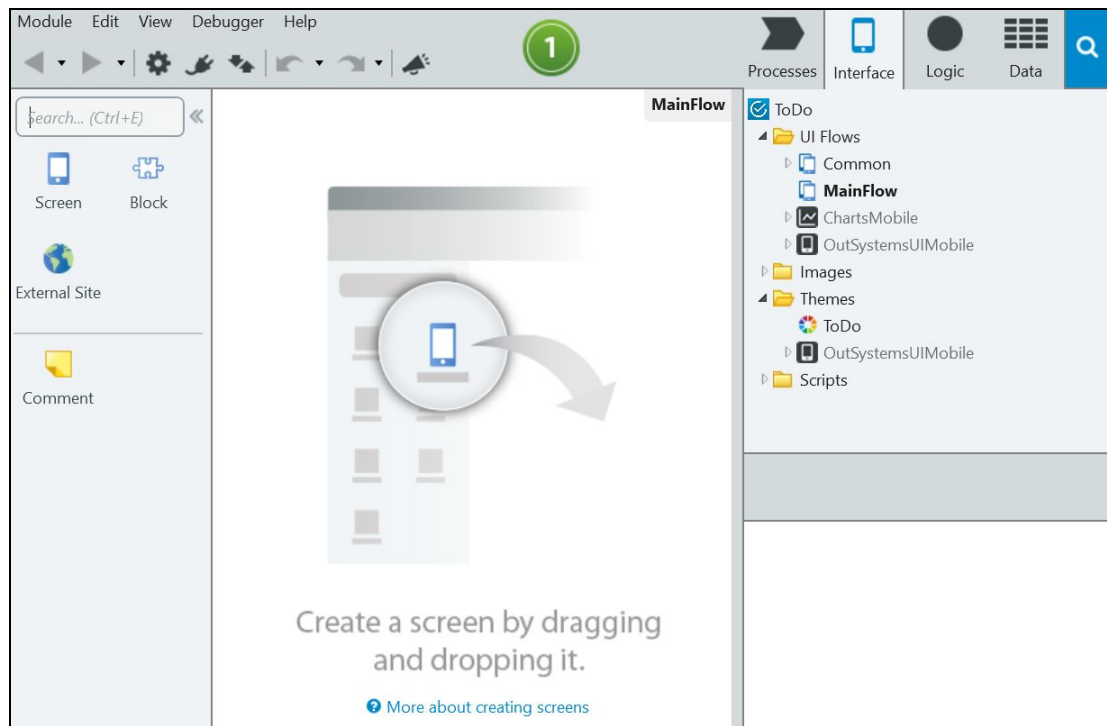 Module Edit View Debugger Help
1
Processes Interface Logic Data
Search... (Ctrl+E)
Screen Block
External Site
Comment
MainFlow
Create a screen by dragging
and dropping it.
More about creating screens
ToDo
UI Flows
Common
MainFlow
ChartsMobile
OutSystemsUIMobile
Images
Themes
ToDo
OutSystemsUIMobile
Scripts